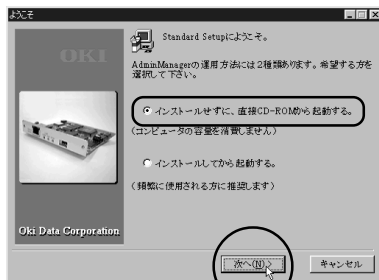 ようこそ
OKI
Standard Setupにようこそ。
AdminManagerの運用方法には2種類あります。希望する方を
選択して下さい。
インストールせずに、直接CD-ROMから起動する。
(コンピュータの容量を消費しません)
インストールしてから起動する。
(頻繁に使用される方に推奨します)
Oki Data Corporation
次へ(N)>
キャンセル